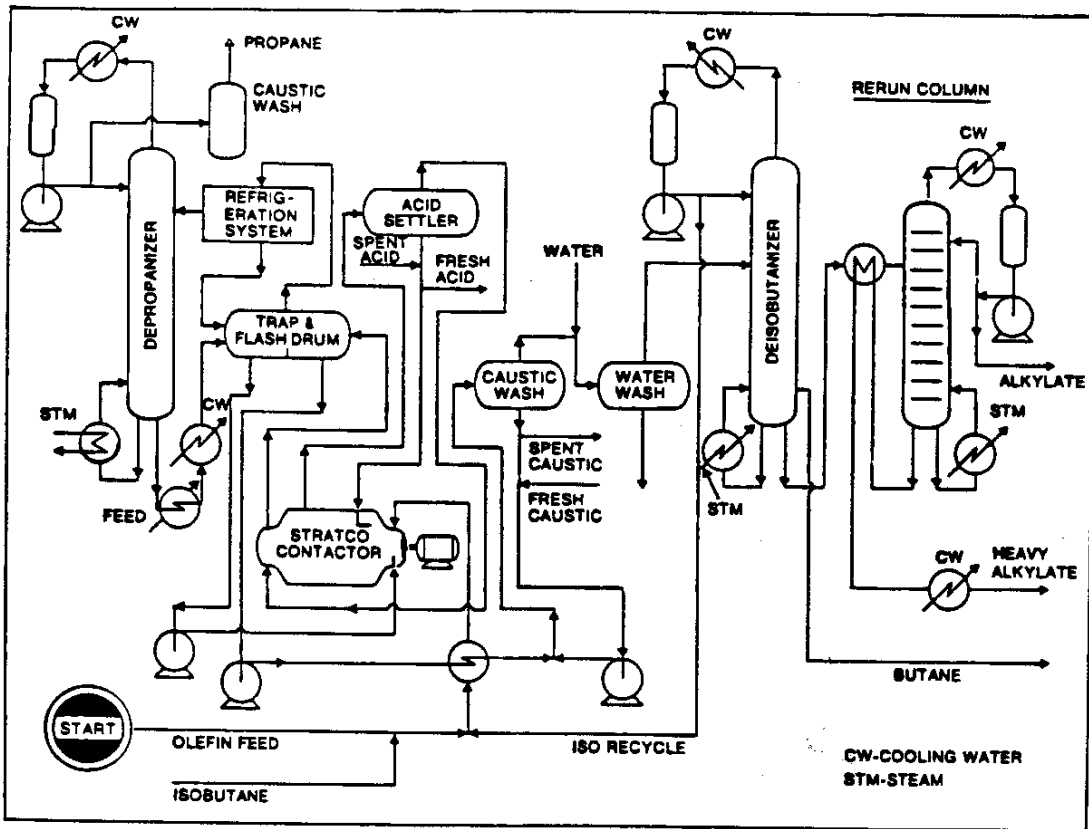 CW
PROPANE
CAUSTIC
WASH
DEPROPANIZER
REFRIG-
ERATION
SYSTEM
ACID
SETTLER
SPENT
ACID
FRESH
ACID
TRAP &
FLASH DRUM
STM
CW
FEED
STRATCO
CONTACTOR
WATER
CAUSTIC
WASH
WATER
WASH
SPENT
CAUSTIC
FRESH
CAUSTIC
CW
DEISOBUTANIZER
STM
RERUN COLUMN
CW
ALKYLATE
STM
CW
HEAVY
ALKYLATE
BUTANE
START
OLEFIN FEED
ISO RECYCLE
ISOBUTANE
CW-COOLING WATER
STM-STEAM